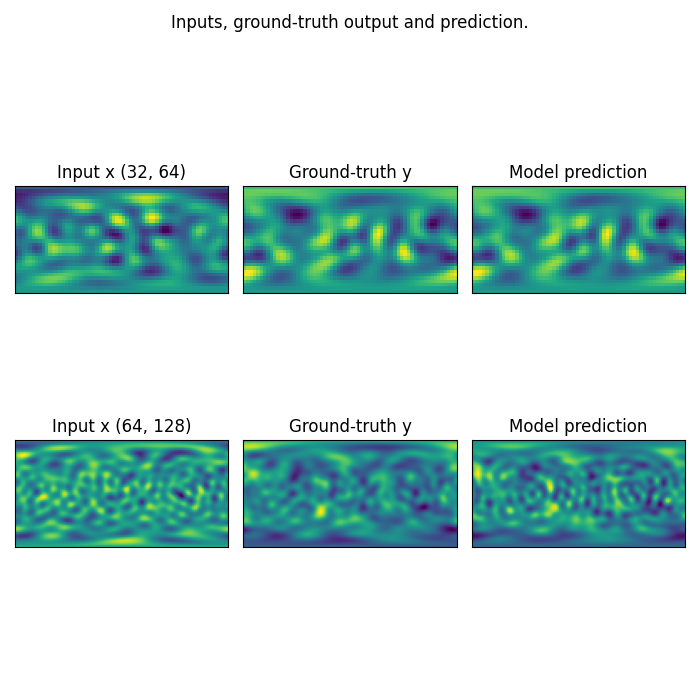 Inputs, ground-truth output and prediction.
Input x (32, 64)
Ground-truth y
Model prediction
Input x (64, 128)
Ground-truth y
Model prediction